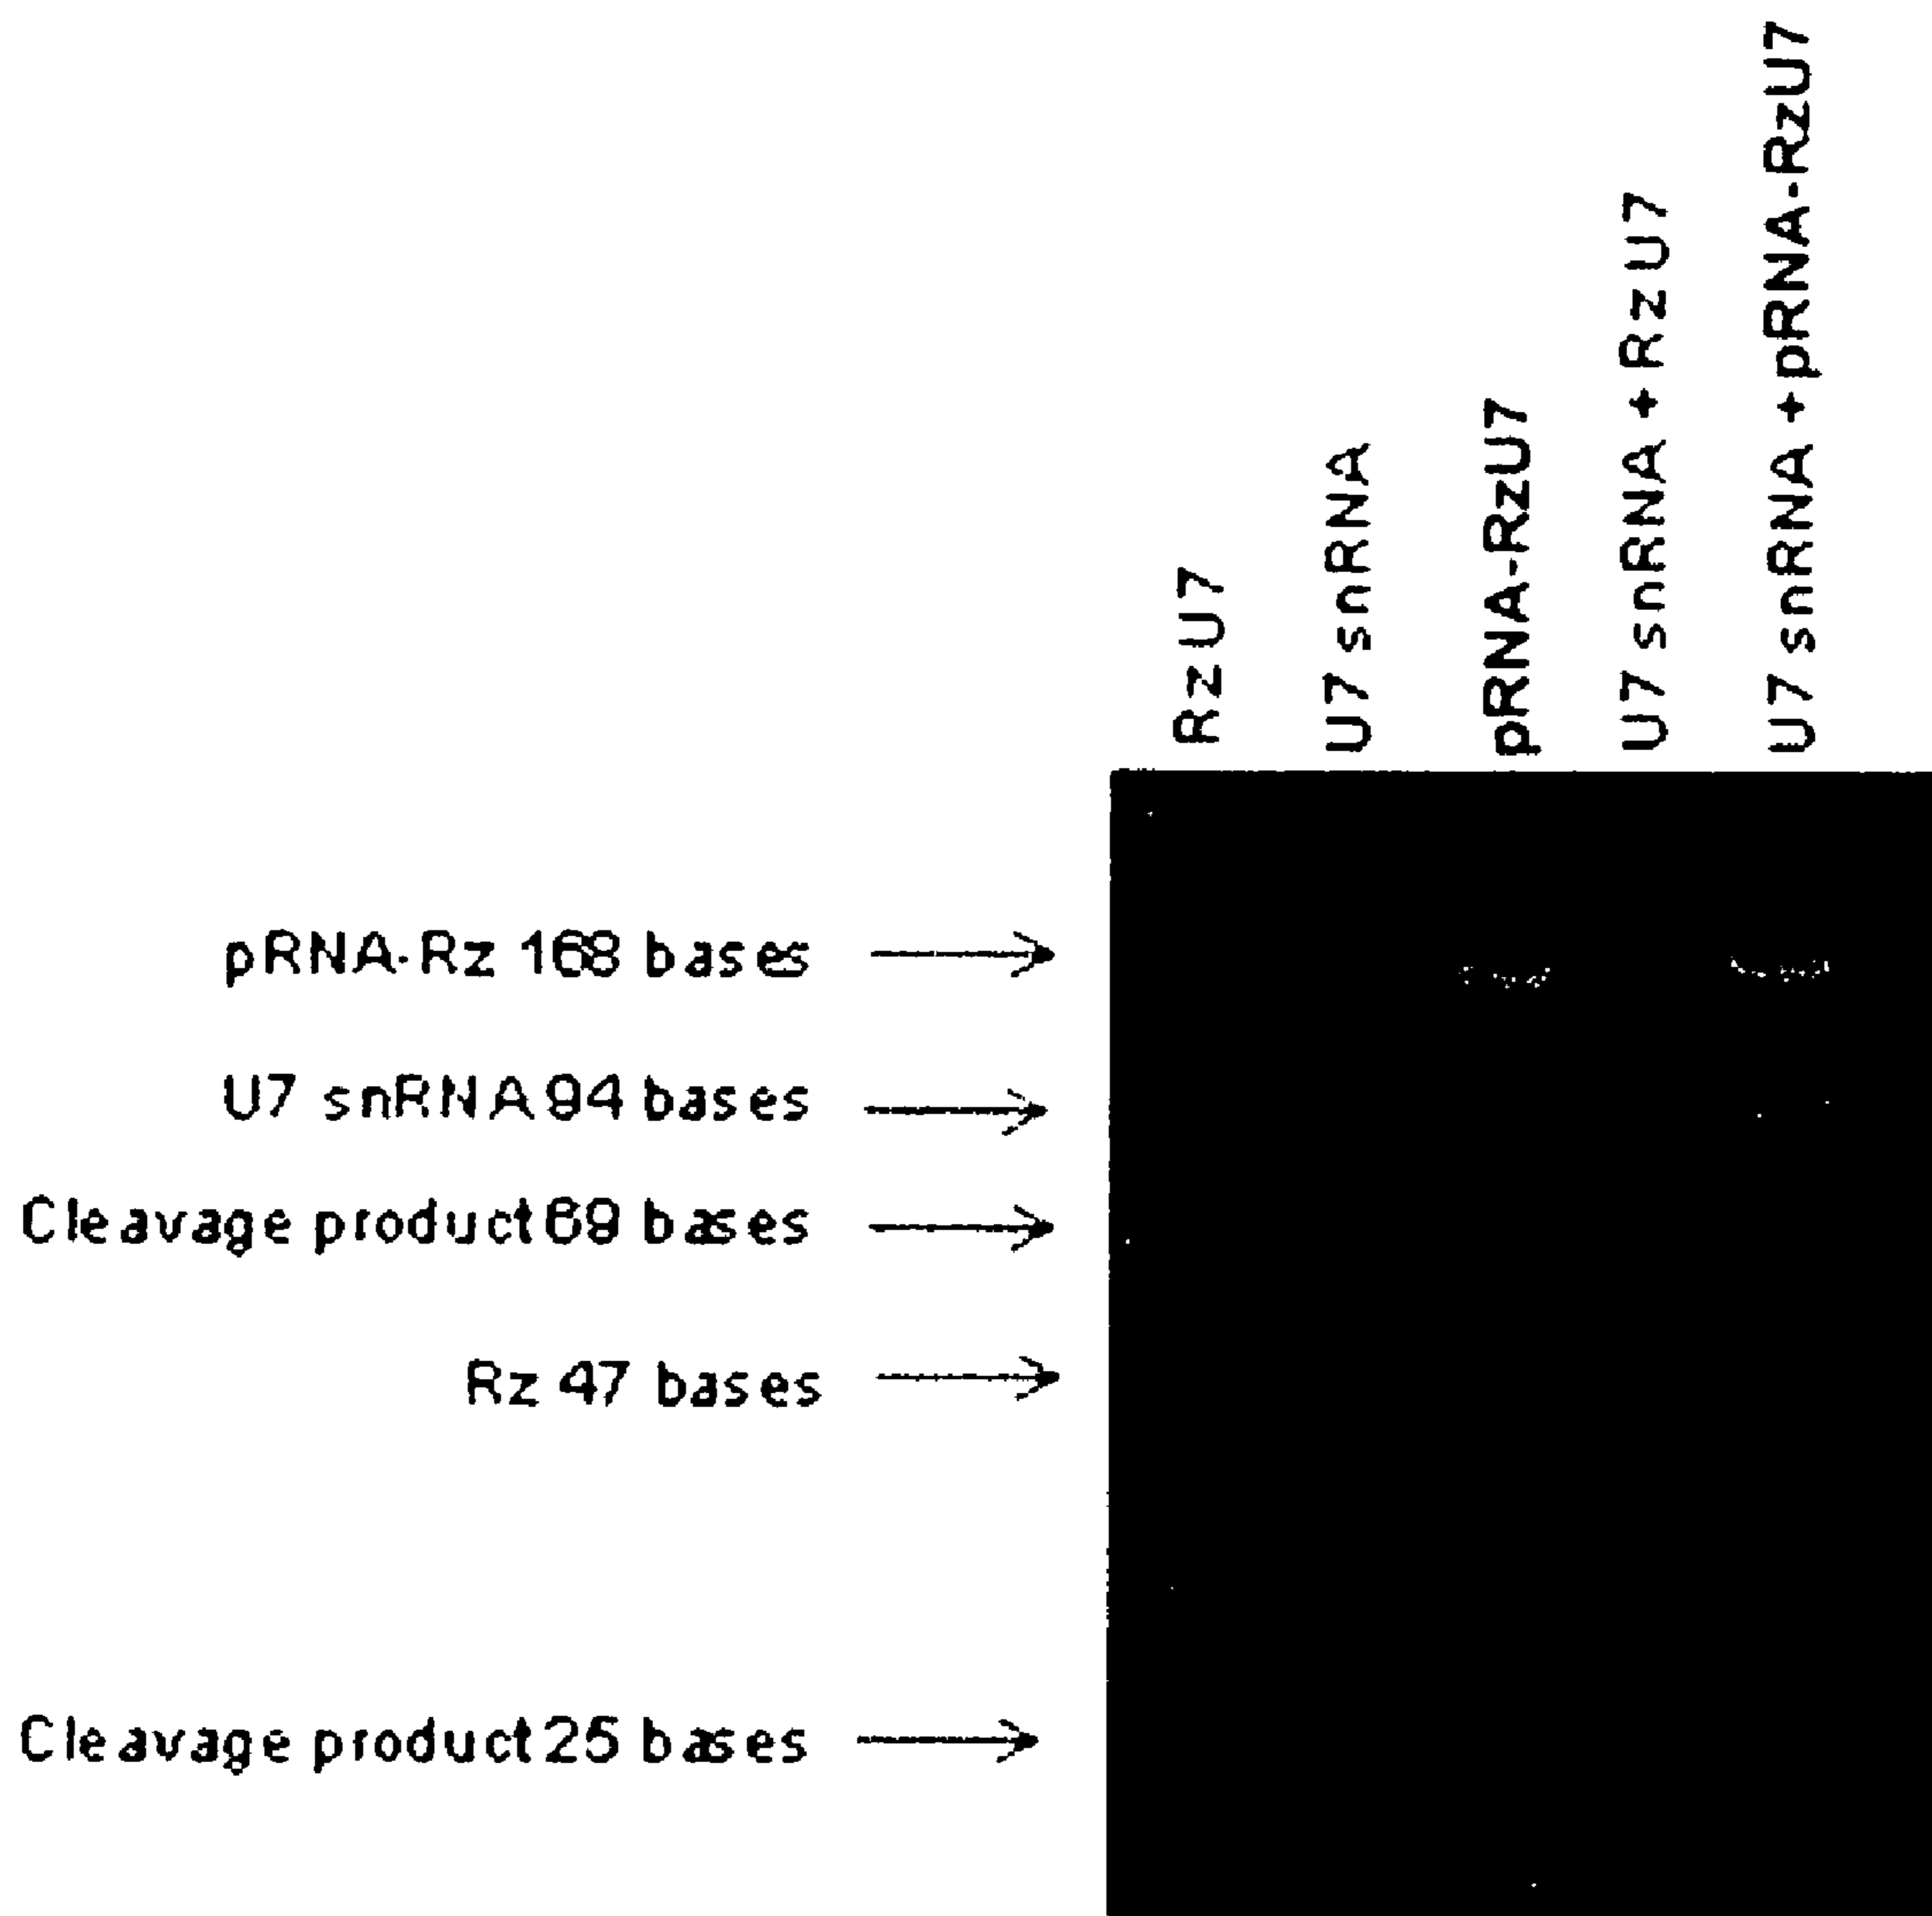 RzU7
U7 snRNA
pRNA-RzU7
U7 snRNA + RzU7
U7 snRNA + pRNA-RzU7
pRNA-Rz 168 bases
U7 snRNA 94 bases
Cleavage product 69 bases
Rz 47 bases
Cleavage product 25 bases